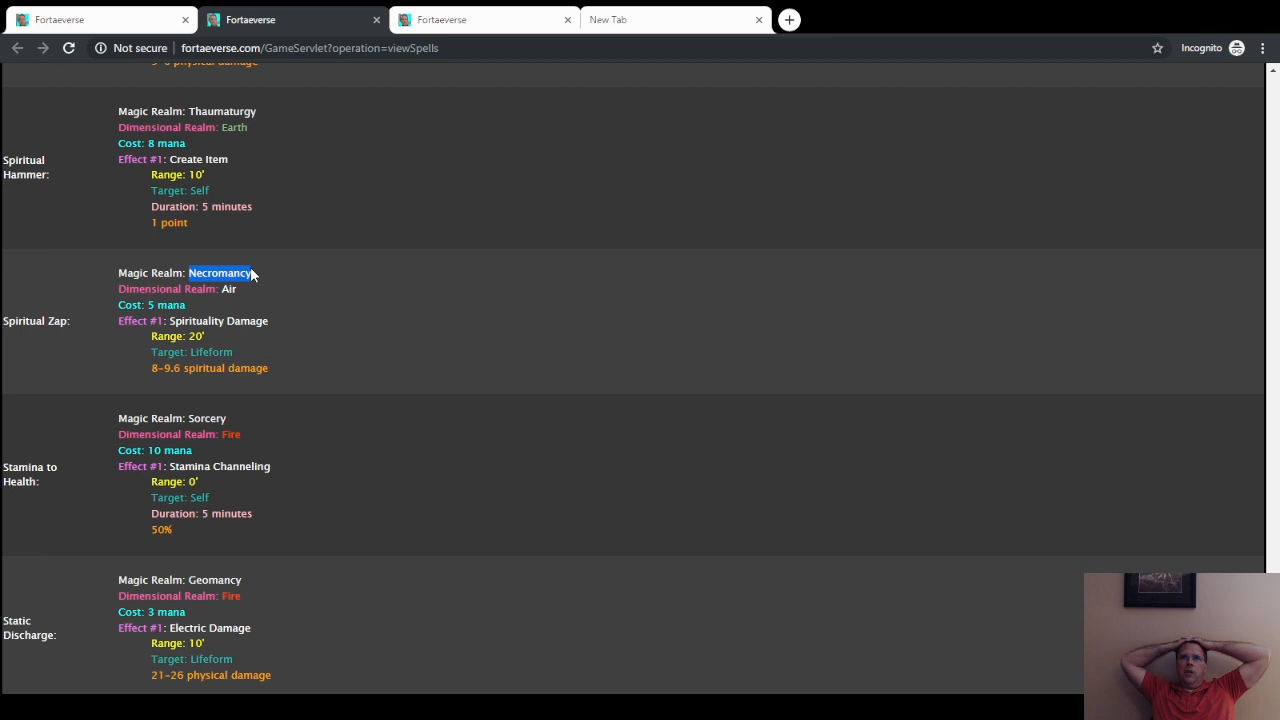 Fortaeverse
Fortaeverse
Fortaeverse
New Tab
Not secure
fortaeverse.com/GameServlet?operation=viewSpells
Incognito
Magic Realm: Thaumaturgy
Dimensional Realm: Earth
Cost: 8 mana
Effect #1: Create Item
Spiritual
Hammer:
Range: 10'
Target: Self
Duration: 5 minutes
1 point
Magic Realm: Necromancy
Dimensional Realm: Air
Cost: 5 mana
Spiritual Zap:
Effect #1: Spirituality Damage
Range: 20'
Target: Lifeform
8-9.6 spiritual damage
Magic Realm: Sorcery
Dimensional Realm: Fire
Cost: 10 mana
Effect #1: Stamina Channeling
Stamina to
Health:
Range: 0'
Target: Self
Duration: 5 minutes
50%
Magic Realm: Geomancy
Dimensional Realm: Fire
Cost: 3 mana
Effect #1: Electric Damage
Static
Discharge:
Range: 10'
Target: Lifeform
21-26 physical damage